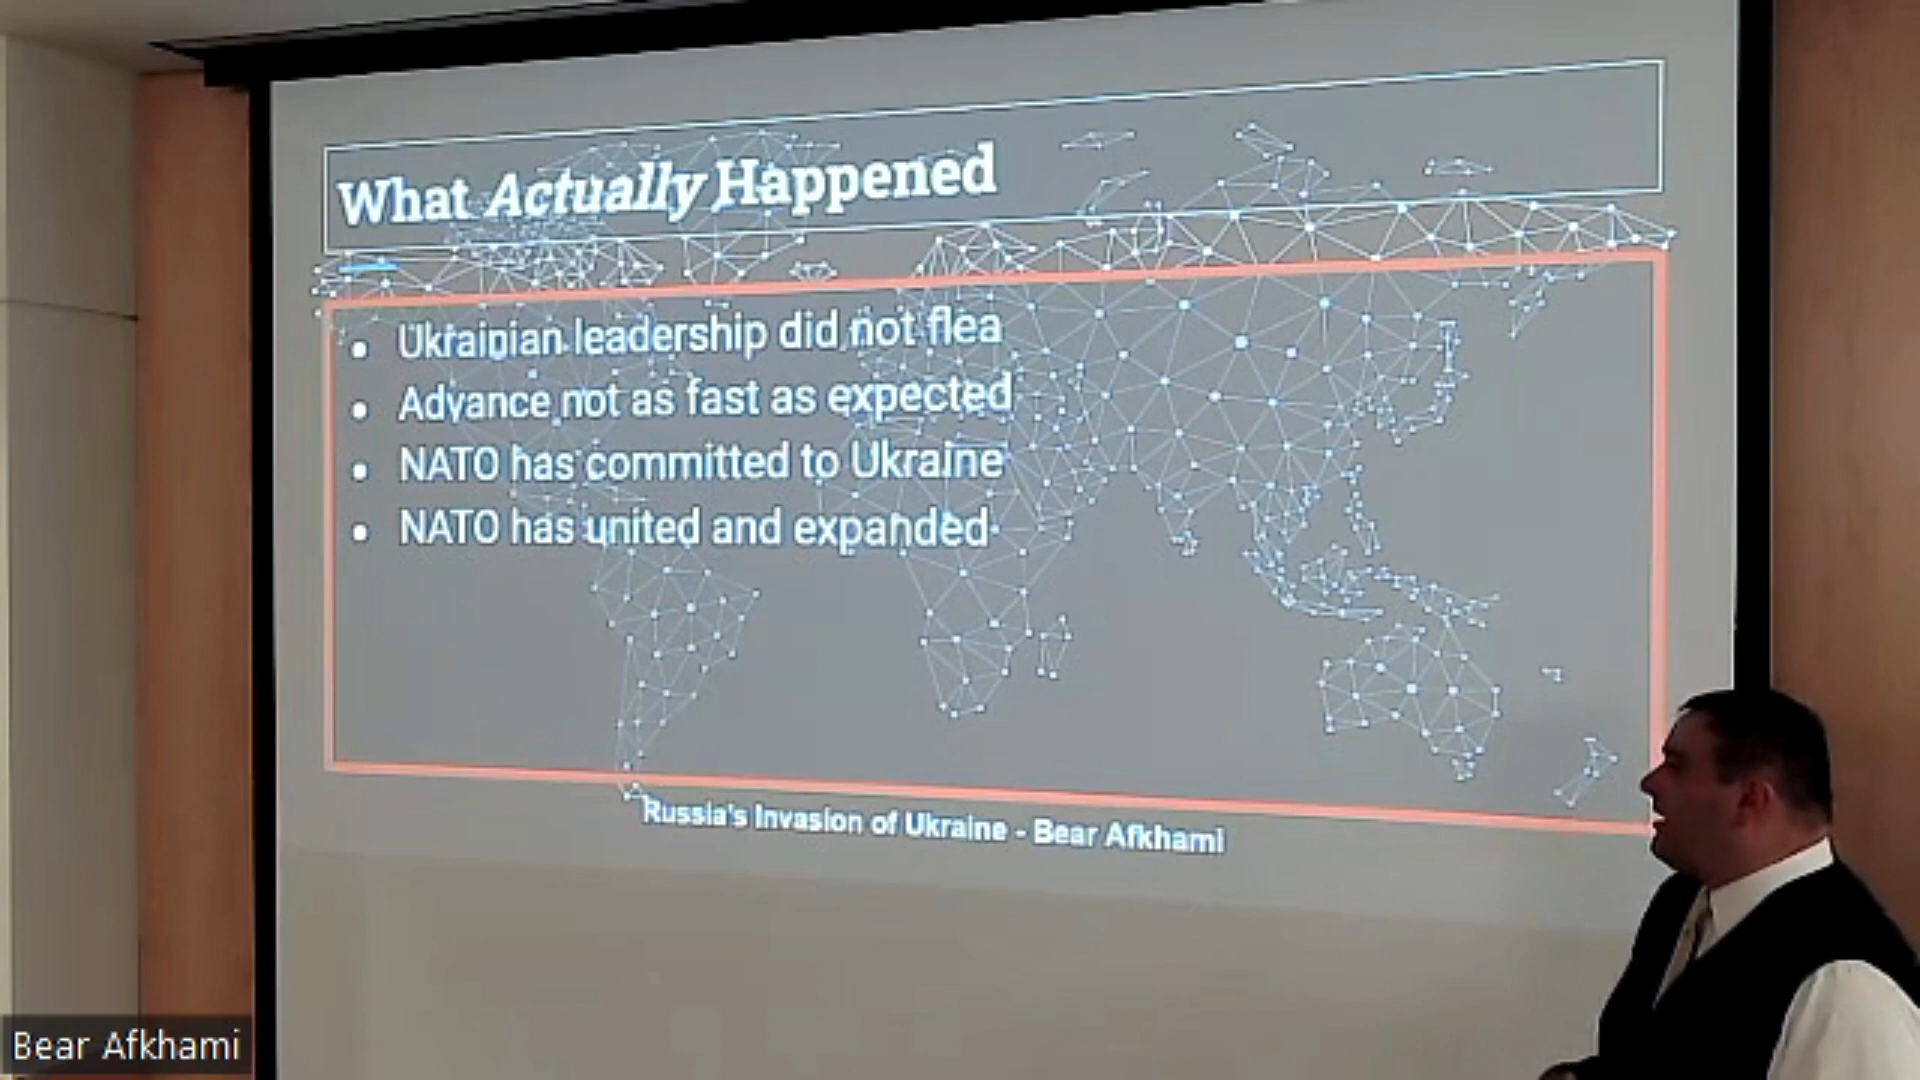 What Actually Happened
Ukrainian leadership did not flea
Advance not as fast as expected
NATO has committed to Ukraine
NATO has united and expanded
Russia's Invasion of Ukraine - Bear Afkhami
Bear Afkhami